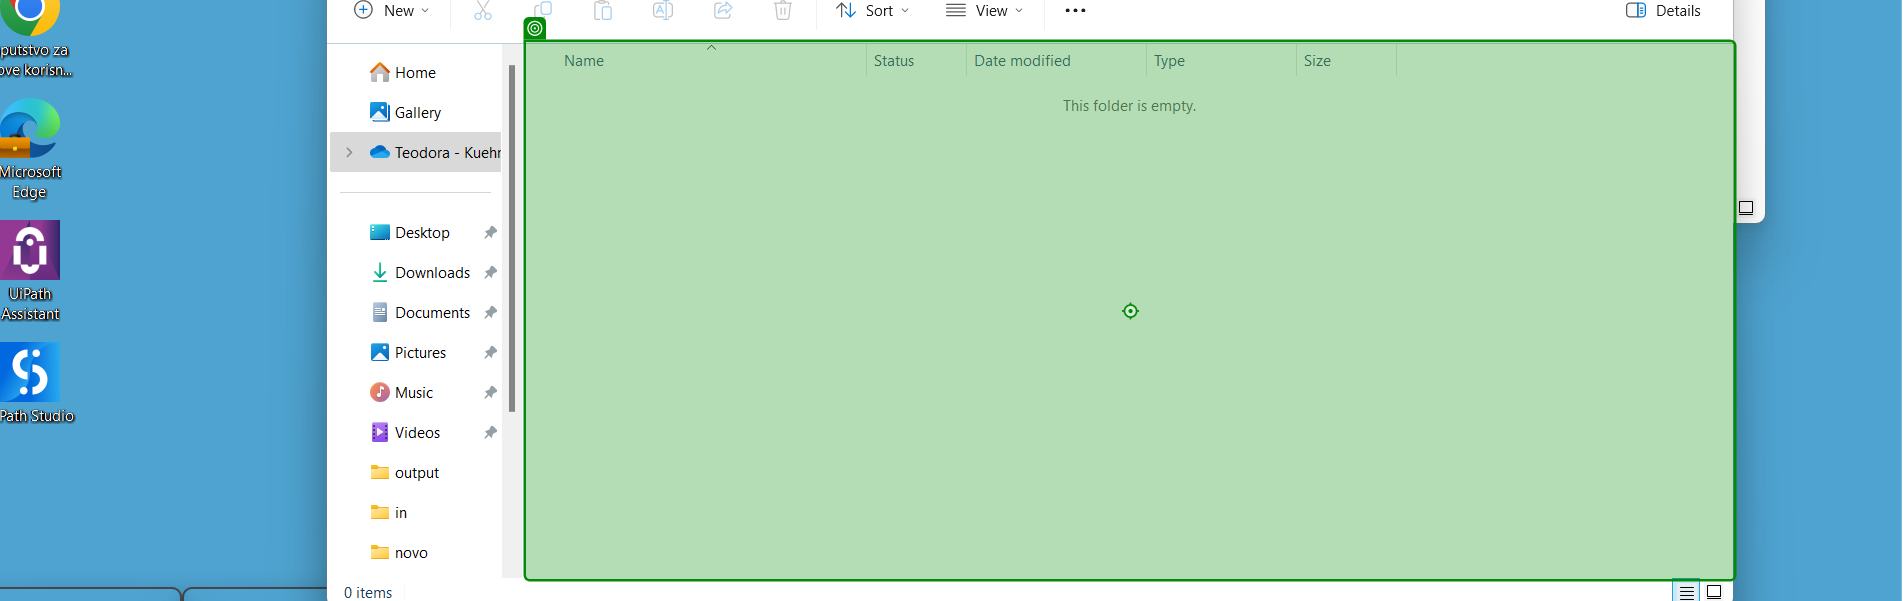 New
Sort
View
Details
putstvo za
ove korisn...
Microsoft
Edge
UiPath
Assistant
Path Studio
Home
Gallery
Teodora - Kuehn
Desktop
Downloads
Documents
Pictures
Music
Videos
output
in
novo
Name
Status
Date modified
Type
Size
This folder is empty.
0 items